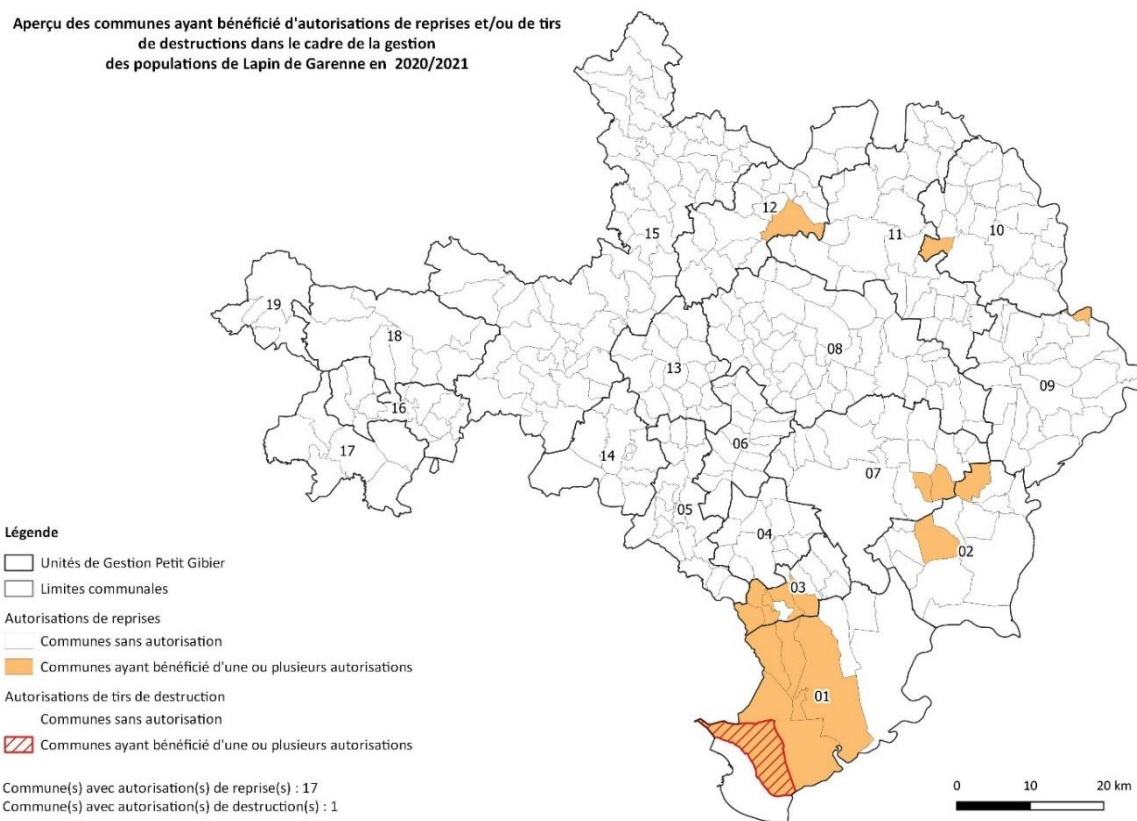 Aperçu des communes ayant bénéficié d'autorisations de reprises et/ou de tirs
de destructions dans le cadre de la gestion
des populations de Lapin de Garenne en 2020/2021
12
15
11
10
19
18
08
13
09
16
06
17
14
07
05
04
02
03
01
Légende
Unités de Gestion Petit Gibier
Limites communales
Autorisations de reprises
Communes sans autorisation
Communes ayant bénéficié d'une ou plusieurs autorisations
Autorisations de tirs de destruction
Communes sans autorisation
Communes ayant bénéficié d'une ou plusieurs autorisations
Commune(s) avec autorisation(s) de reprise(s) : 17
Commune(s) avec autorisation(s) de destruction(s) : 1
0 10 20 km